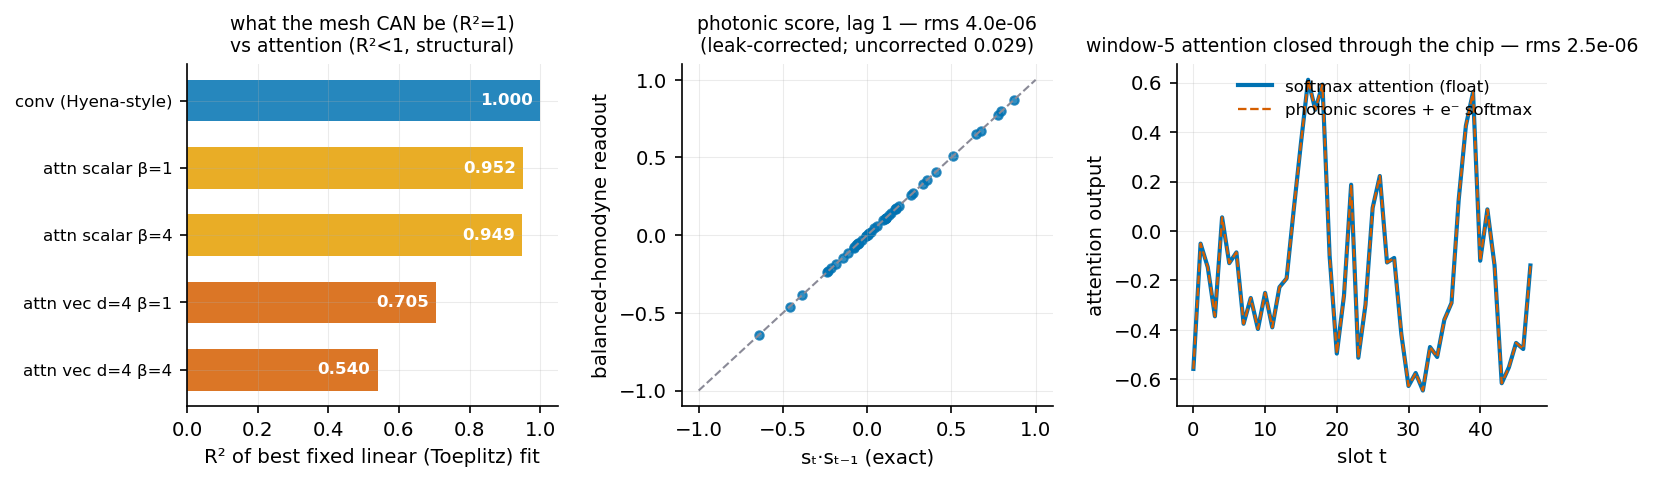 what the mesh CAN be (R²=1)
vs attention (R²<1, structural)
conv (Hyena-style)
attn scalar β=1
attn scalar β=4
attn vec d=4 β=1
attn vec d=4 β=4
1.000
0.952
0.949
0.705
0.540
0.0 0.2 0.4 0.6 0.8 1.0
R² of best fixed linear (Toeplitz) fit
photonic score, lag 1 — rms 4.0e-06
(leak-corrected; uncorrected 0.029)
balanced-homodyne readout
1.0
0.5
0.0
−0.5
−1.0
−1.0 −0.5 0.0 0.5 1.0
sₜ·sₜ₋₁ (exact)
window-5 attention closed through the chip — rms 2.5e-06
softmax attention (float)
photonic scores + e⁻ softmax
attention output
0.6
0.4
0.2
0.0
−0.2
−0.4
−0.6
0 10 20 30 40
slot t